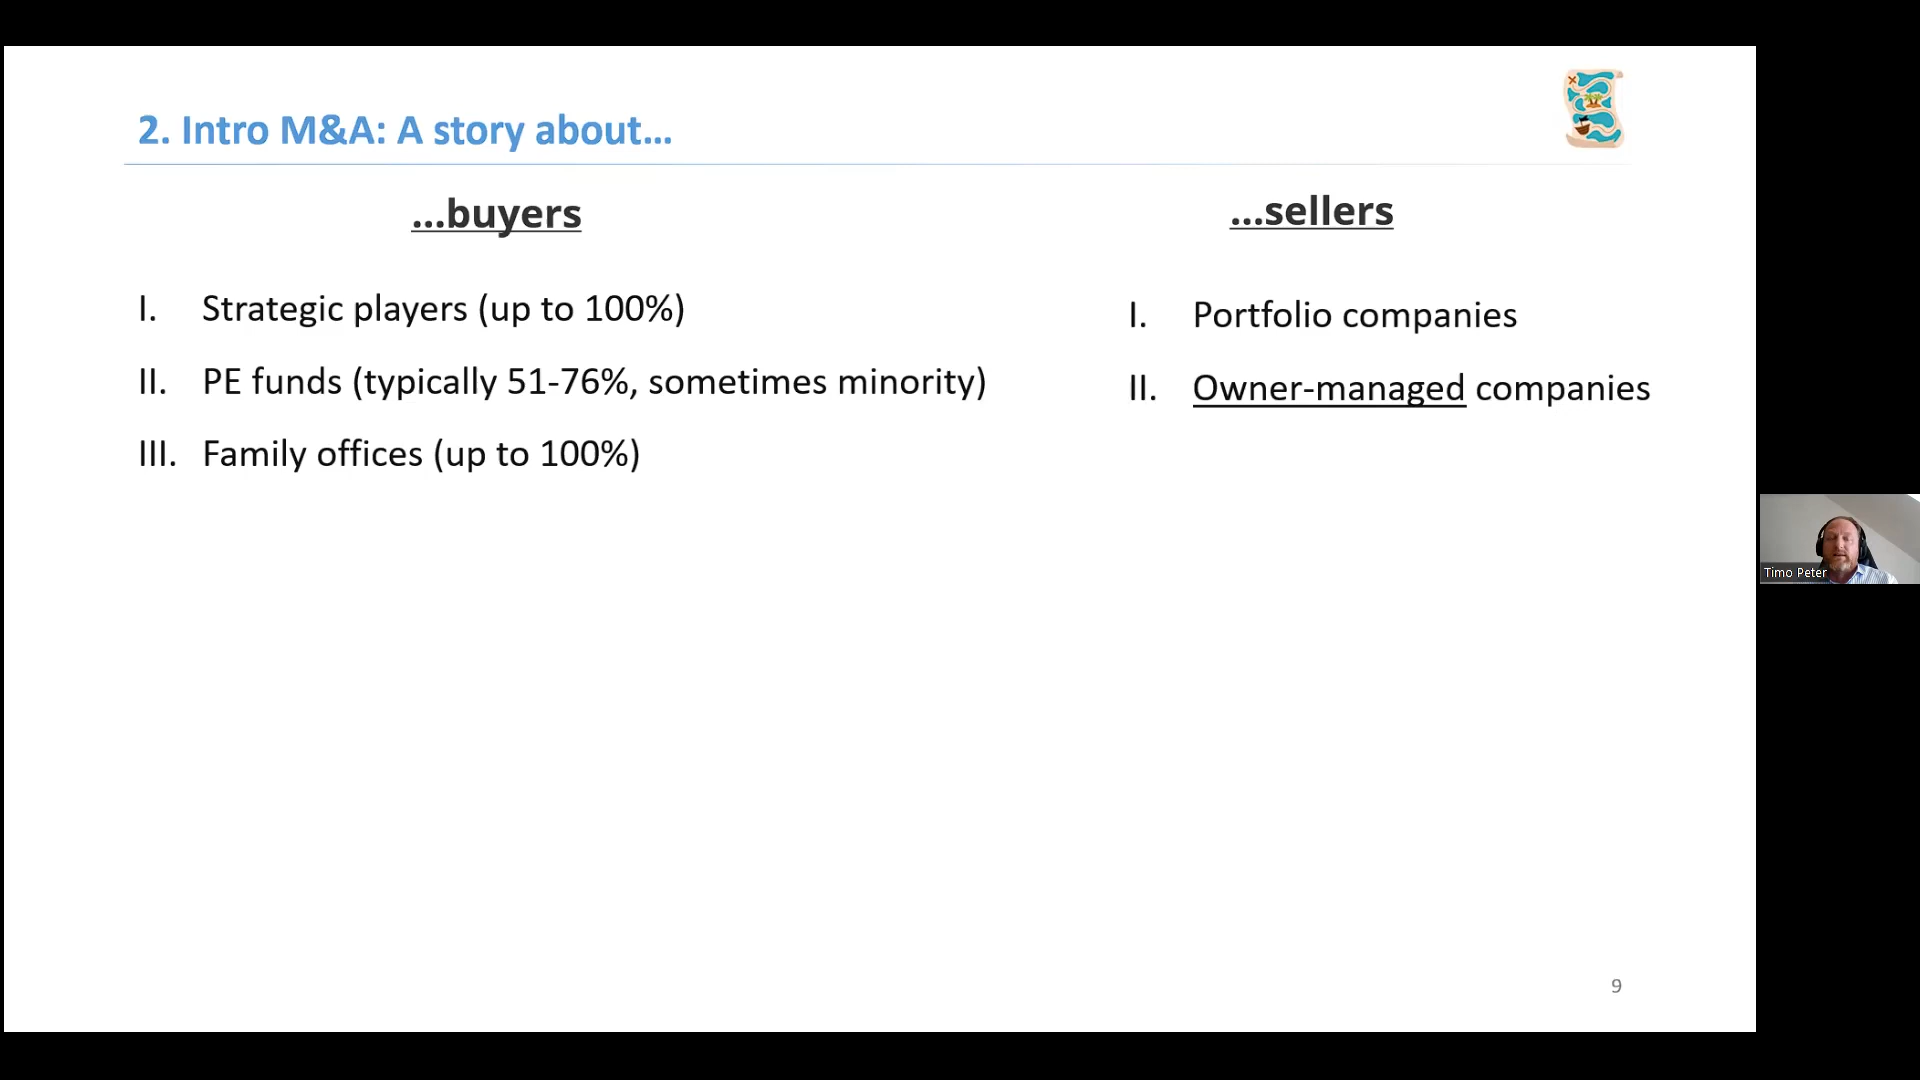 2. Intro M&A: A story about...
...buyers
I. Strategic players (up to 100%)
II. PE funds (typically 51-76%, sometimes minority)
III. Family offices (up to 100%)
...sellers
I. Portfolio companies
II. Owner-managed companies
Timo Peter
9